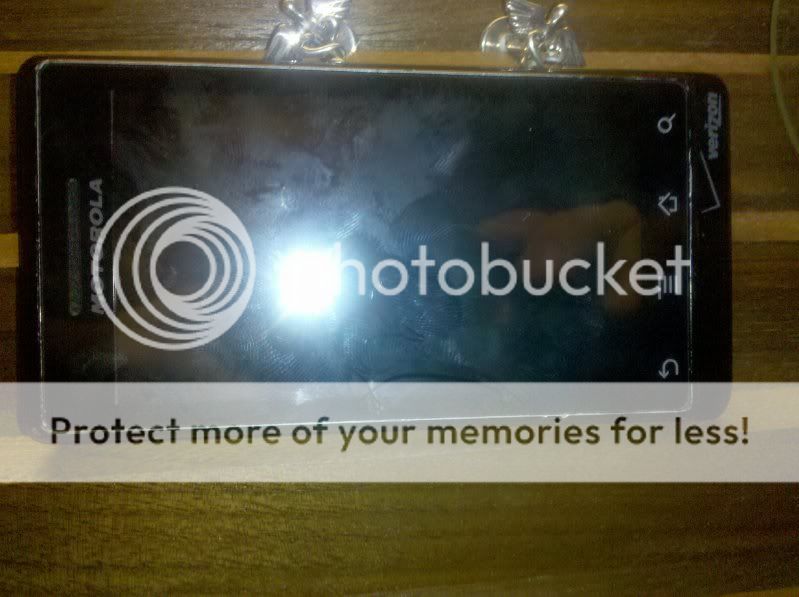 MOTOROLA
verizon
photobucket
Protect more of your memories for less!